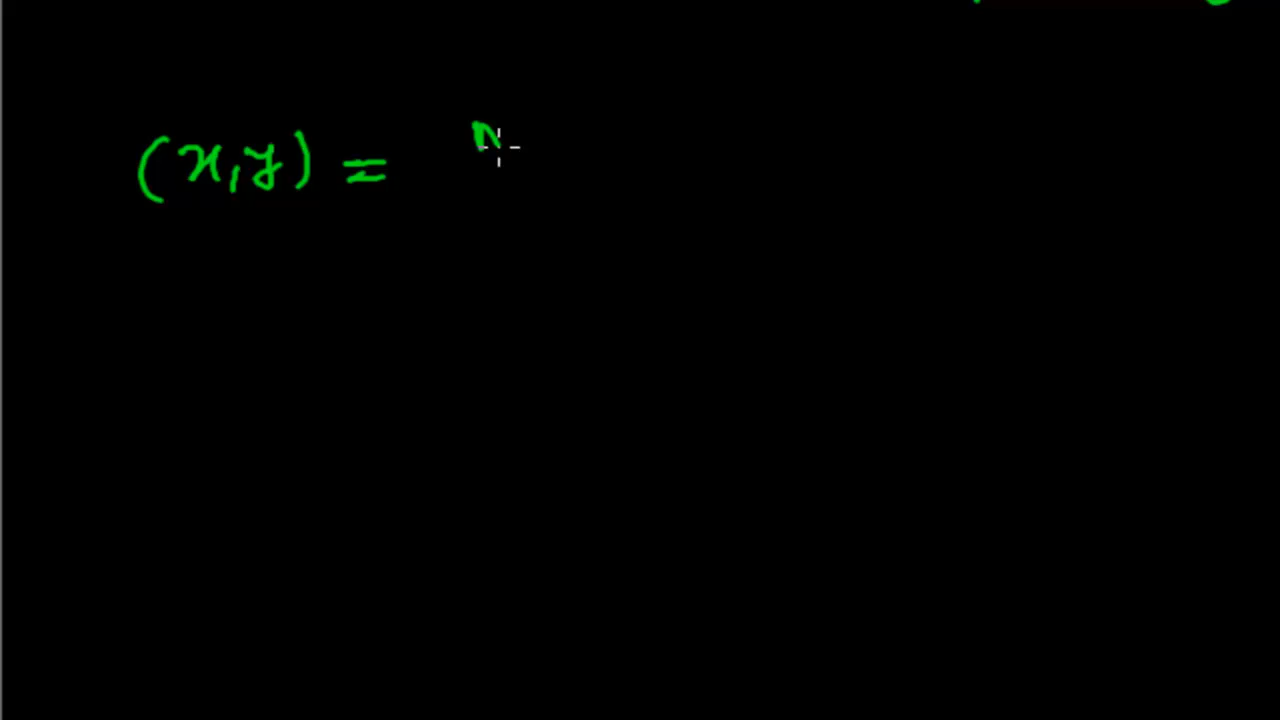 (x,y) =